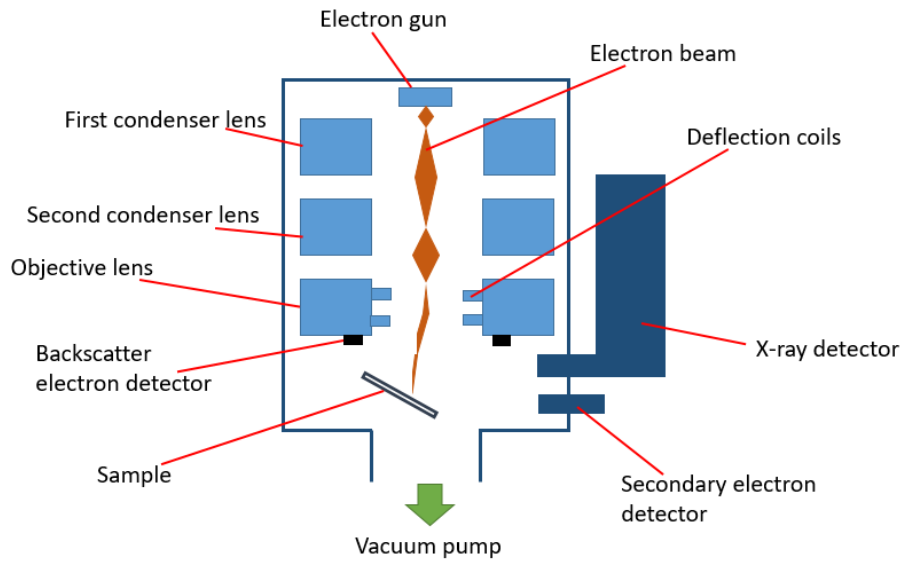 Electron gun
Electron beam
First condenser lens
Deflection coils
Second condenser lens
Objective lens
Backscatter
electron detector
X-ray detector
Sample
Secondary electron
detector
Vacuum pump